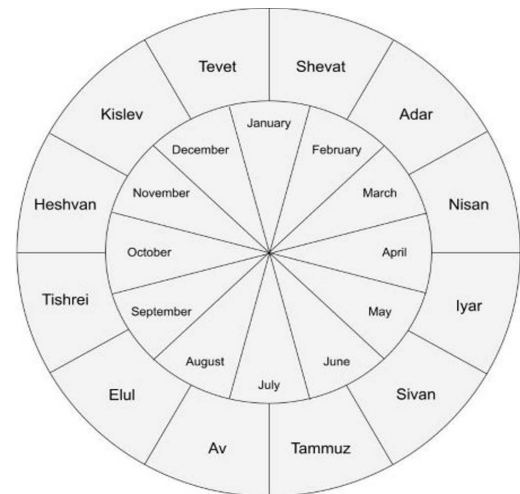 Tevet
Shevat
Adar
Nisan
Iyar
Sivan
Tammuz
Av
Elul
Tishrei
Heshvan
Kislev
January
February
March
April
May
June
July
August
September
October
November
December